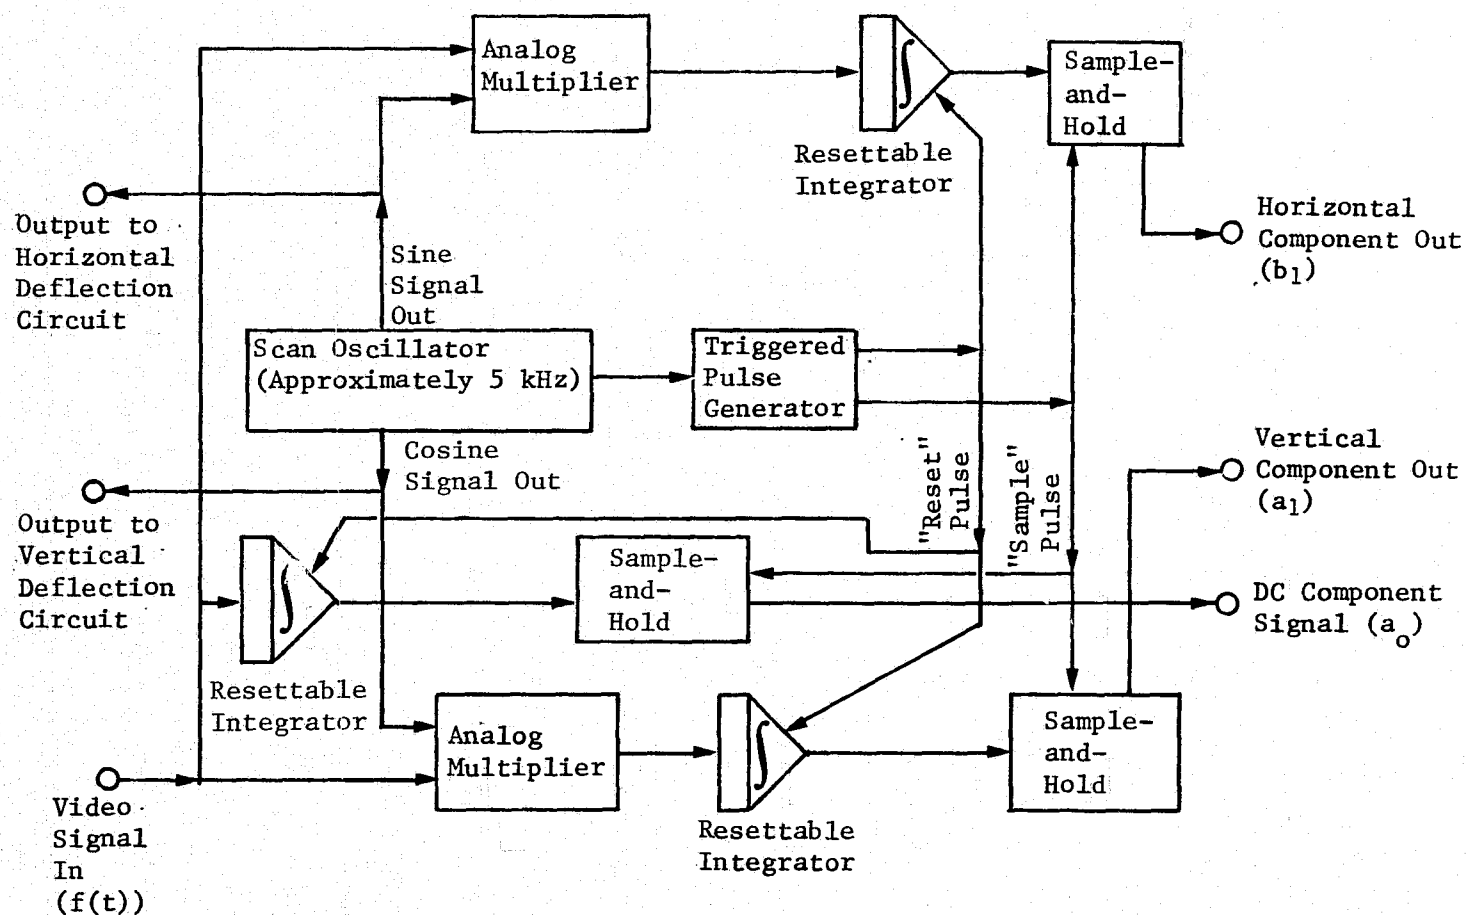 Analog
Multiplier
Sample-
and-
Hold
Resettable
Integrator
Output to
Horizontal
Deflection
Circuit
Sine
Signal
Out
Horizontal
Component Out
(b1)
Scan Oscillator
(Approximately 5 kHz)
Triggered
Pulse
Generator
Cosine
Signal Out
"Reset"
Pulse
"Sample"
Pulse
Vertical
Component Out
(a1)
Output to
Vertical
Deflection
Circuit
∫
∫
Sample-
and-
Hold
DC Component
Signal (ao)
Resettable
Integrator
Analog
Multiplier
∫
Sample-
and-
Hold
Resettable
Integrator
Video
Signal
In
(f(t))